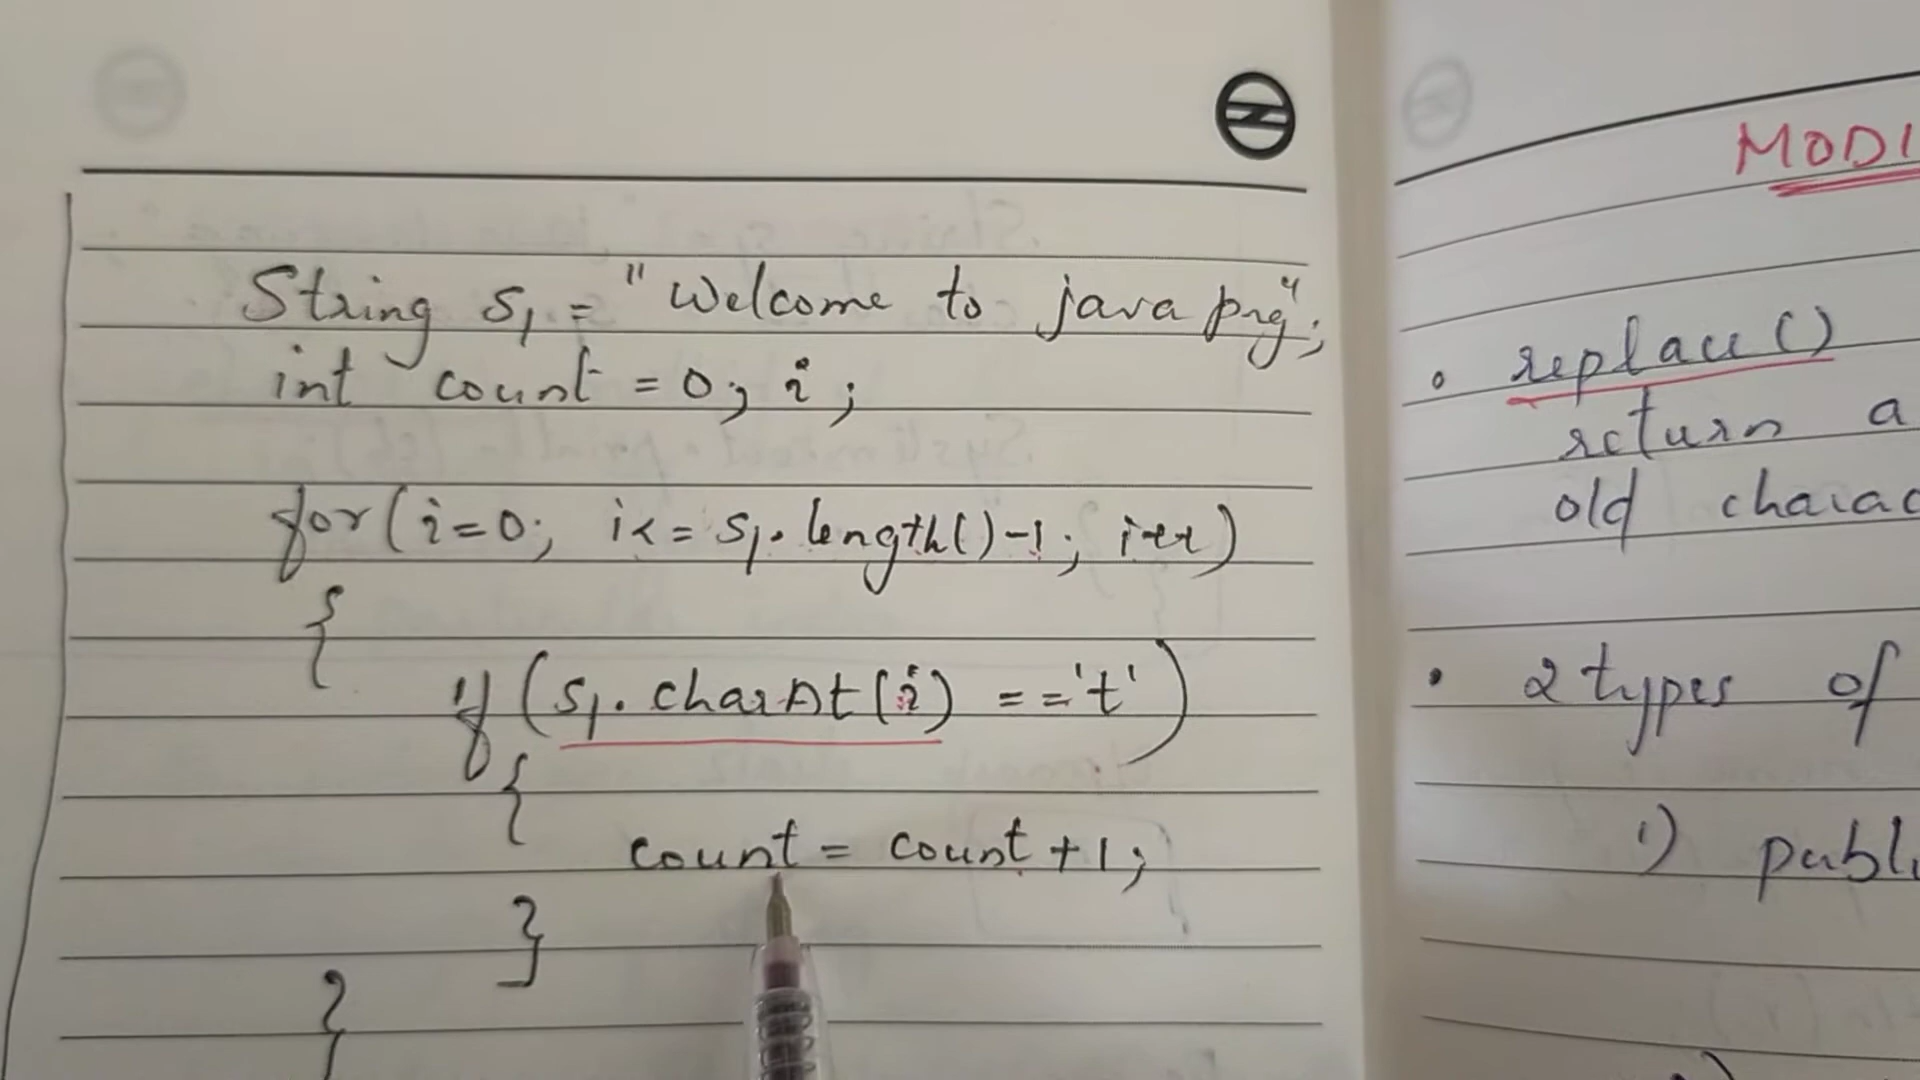 String s1 = "Welcome to java prg";
int count = 0; i;
for(i=0; i<= s1.length()-1; i++)
{
if (s1.charAt(i) == 't')
{
count = count +1;
}
}
MODI
• replace()
return a
old charac
• 2 types of
1) publi